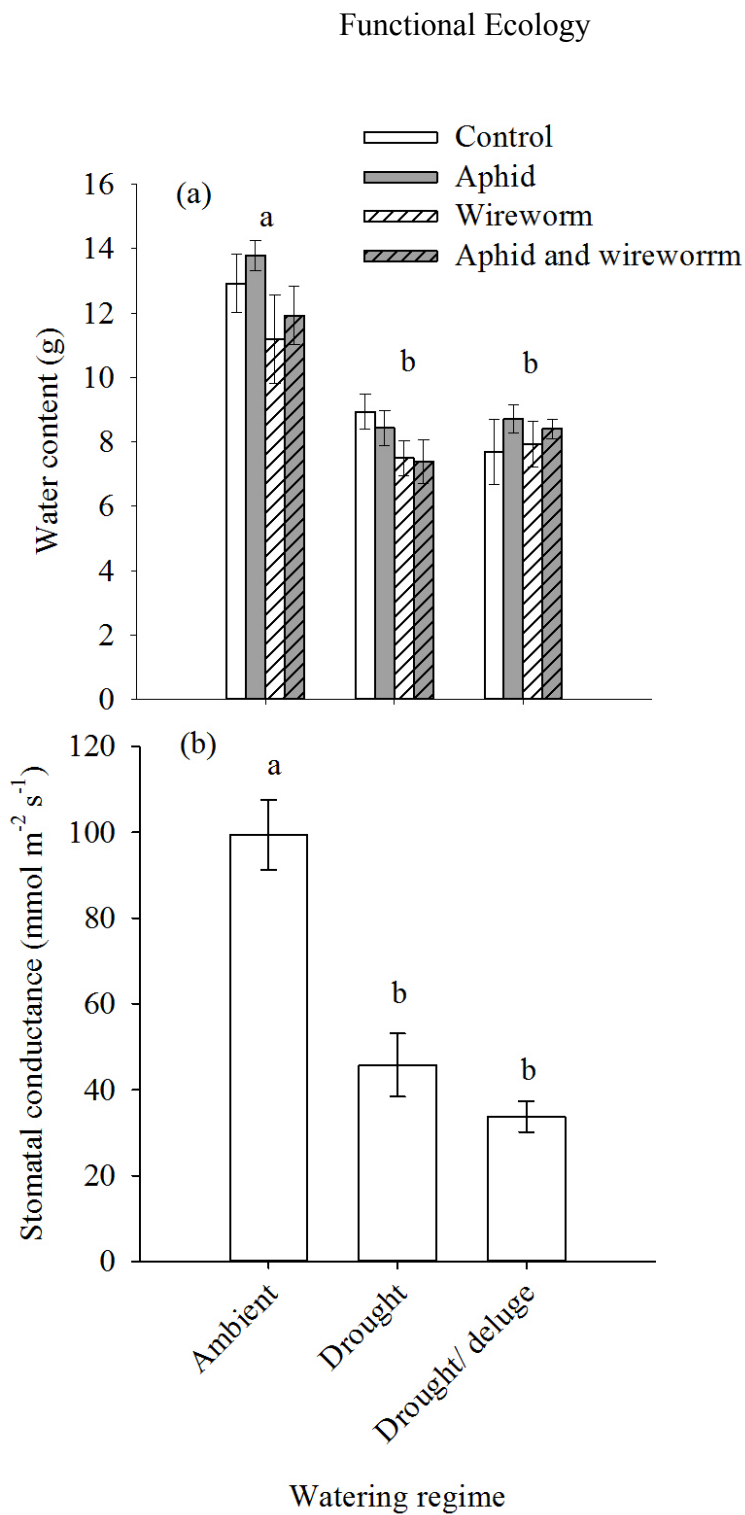 Functional Ecology
Control
Aphid
Wireworm
Aphid and wireworrm
(a)
a
b
b
16
14
12
10
8
6
4
2
0
Water content (g)
(b)
a
b
b
120
100
80
60
40
20
0
Stomatal conductance (mmol m⁻² s⁻¹)
Ambient
Drought
Drought/ deluge
Watering regime